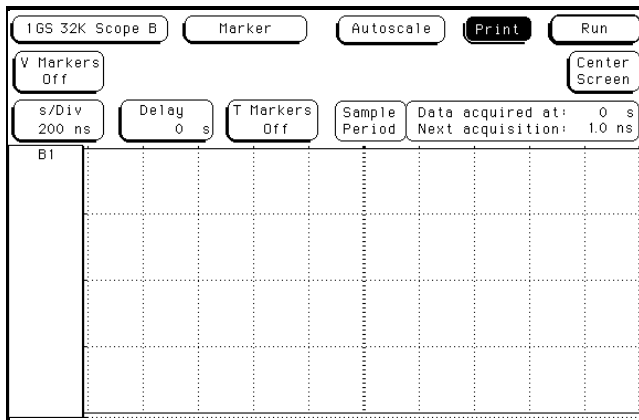 1GS 32K Scope B Marker Autoscale Print Run
V Markers Off Center Screen
s/Div 200 ns Delay 0 s T Markers Off Sample Period Data acquired at: 0 s
Next acquisition: 1.0 ns
B1